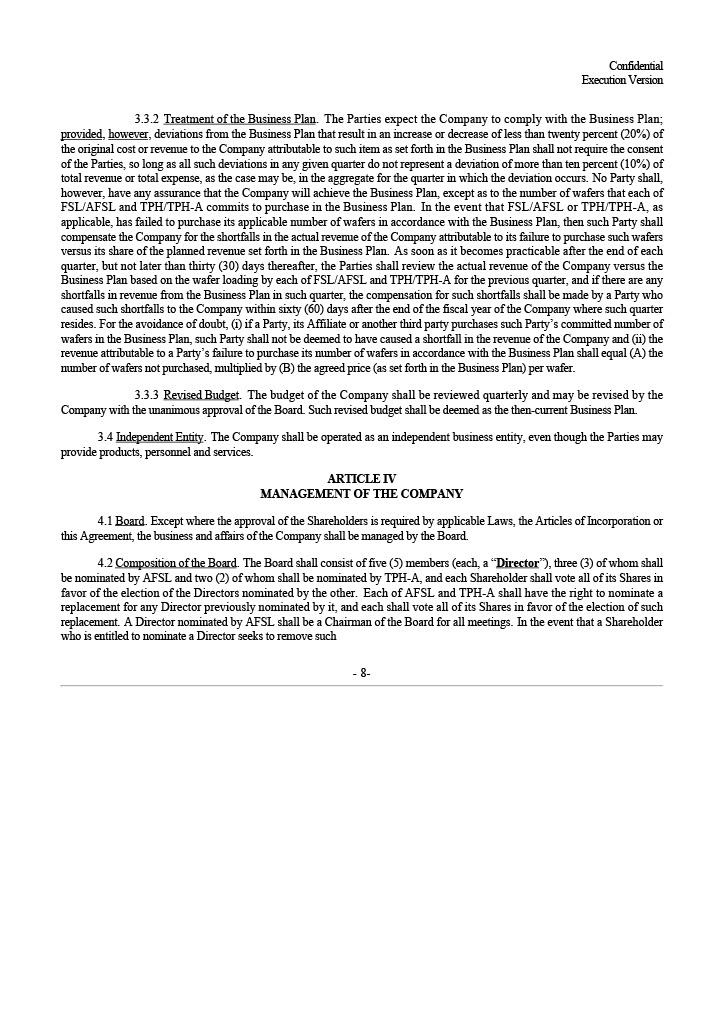 Confidential
Execution Version
3.3.2 Treatment of the Business Plan. The Parties expect the Company to comply with the Business Plan;
provided, however, deviations from the Business Plan that result in an increase or decrease of less than twenty percent (20%) of
the original cost or revenue to the Company attributable to such item as set forth in the Business Plan shall not require the consent
of the Parties, so long as all such deviations in any given quarter do not represent a deviation of more than ten percent (10%) of
total revenue or total expense, as the case may be, in the aggregate for the quarter in which the deviation occurs. No Party shall,
however, have any assurance that the Company will achieve the Business Plan, except as to the number of wafers that each of
FSL/AFSL and TPH/TPH-A commits to purchase in the Business Plan. In the event that FSL/AFSL or TPH/TPH-A, as
applicable, has failed to purchase its applicable number of wafers in accordance with the Business Plan, then such Party shall
compensate the Company for the shortfalls in the actual revenue of the Company attributable to its failure to purchase such wafers
versus its share of the planned revenue set forth in the Business Plan. As soon as it becomes practicable after the end of each
quarter, but not later than thirty (30) days thereafter, the Parties shall review the actual revenue of the Company versus the
Business Plan based on the wafer loading by each of FSL/AFSL and TPH/TPH-A for the previous quarter, and if there are any
shortfalls in revenue from the Business Plan in such quarter, the compensation for such shortfalls shall be made by a Party who
caused such shortfalls to the Company within sixty (60) days after the end of the fiscal year of the Company where such quarter
resides. For the avoidance of doubt, (i) if a Party, its Affiliate or another third party purchases such Party's committed number of
wafers in the Business Plan, such Party shall not be deemed to have caused a shortfall in the revenue of the Company and (ii) the
revenue attributable to a Party's failure to purchase its number of wafers in accordance with the Business Plan shall equal (A) the
number of wafers not purchased, multiplied by (B) the agreed price (as set forth in the Business Plan) per wafer.
3.3.3 Revised Budget. The budget of the Company shall be reviewed quarterly and may be revised by the
Company with the unanimous approval of the Board. Such revised budget shall be deemed as the then-current Business Plan.
3.4 Independent Entity. The Company shall be operated as an independent business entity, even though the Parties may
provide products, personnel and services.
ARTICLE IV
MANAGEMENT OF THE COMPANY
4.1 Board. Except where the approval of the Shareholders is required by applicable Laws, the Articles of Incorporation or
this Agreement, the business and affairs of the Company shall be managed by the Board.
4.2 Composition of the Board. The Board shall consist of five (5) members (each, a “Director”), three (3) of whom shall
be nominated by AFSL and two (2) of whom shall be nominated by TPH-A, and each Shareholder shall vote all of its Shares in
favor of the election of the Directors nominated by the other. Each of AFSL and TPH-A shall have the right to nominate a
replacement for any Director previously nominated by it, and each shall vote all of its Shares in favor of the election of such
replacement. A Director nominated by AFSL shall be a Chairman of the Board for all meetings. In the event that a Shareholder
who is entitled to nominate a Director seeks to remove such
- 8-